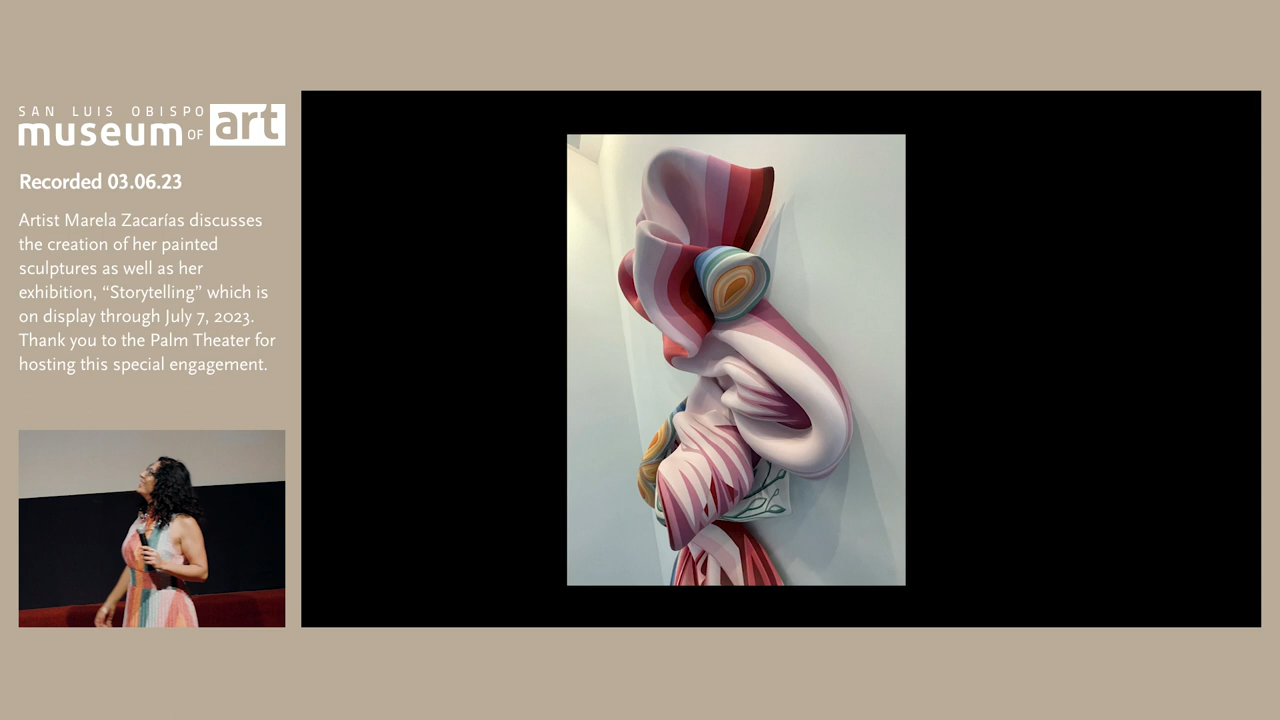 SAN LUIS OBISPO
museum OF art
Recorded 03.06.23
Artist Marela Zacarías discusses
the creation of her painted
sculptures as well as her
exhibition, “Storytelling” which is
on display through July 7, 2023.
Thank you to the Palm Theater for
hosting this special engagement.